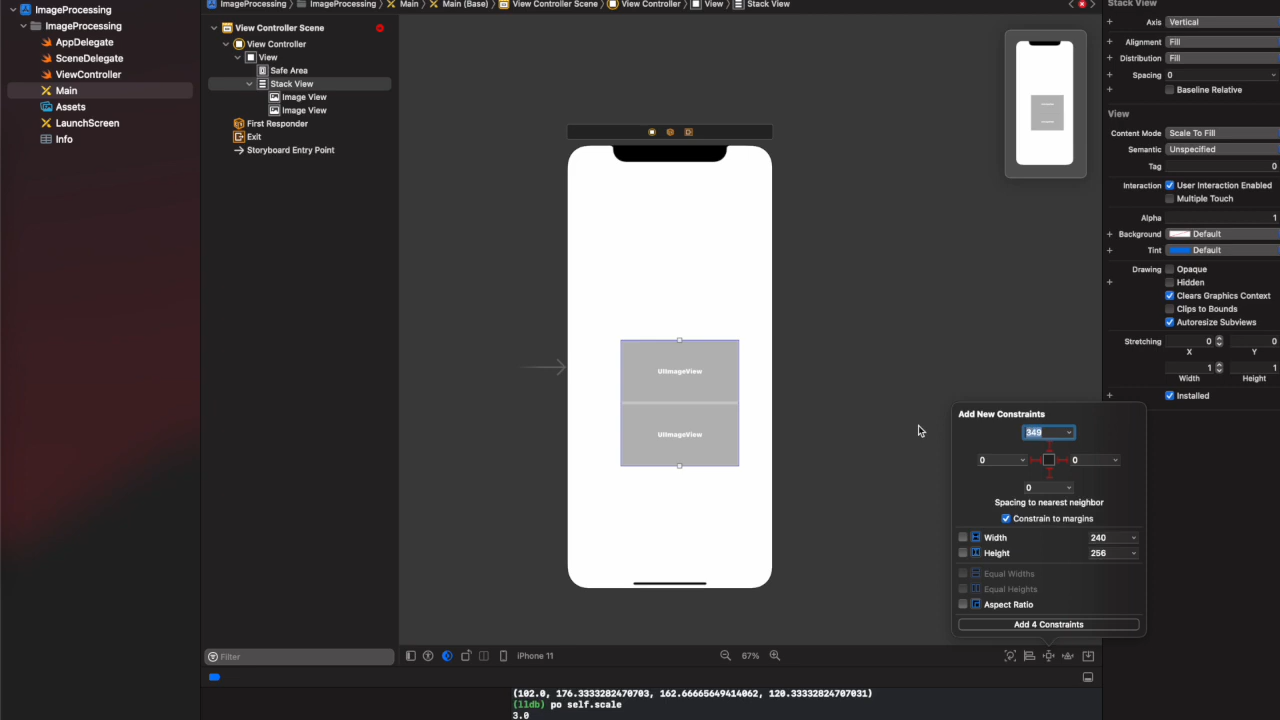 ImageProcessing
ImageProcessing
AppDelegate
SceneDelegate
ViewController
Main
Assets
LaunchScreen
Info
ImageProcessing > ImageProcessing > Main > Main (Base) > View Controller Scene > View Controller > View > Stack View
View Controller Scene
View Controller
View
Safe Area
Stack View
Image View
Image View
First Responder
Exit
Storyboard Entry Point
Filter
UIImageView
UIImageView
iPhone 11
67%
Add New Constraints
349
0 0
0
Spacing to nearest neighbor
Constrain to margins
Width 240
Height 256
Equal Widths
Equal Heights
Aspect Ratio
Add 4 Constraints
Stack View
Axis Vertical
Alignment Fill
Distribution Fill
Spacing 0
Baseline Relative
View
Content Mode Scale To Fill
Semantic Unspecified
Tag 0
Interaction User Interaction Enabled
Multiple Touch
Alpha 1
Background Default
Tint Default
Drawing Opaque
Hidden
Clears Graphics Context
Clips to Bounds
Autoresize Subviews
Stretching 0 0
X Y
1 1
Width Height
Installed
(102.0, 176.3333282470703, 162.66665649414062, 120.33332824707031)
(lldb) po self.scale
3.0